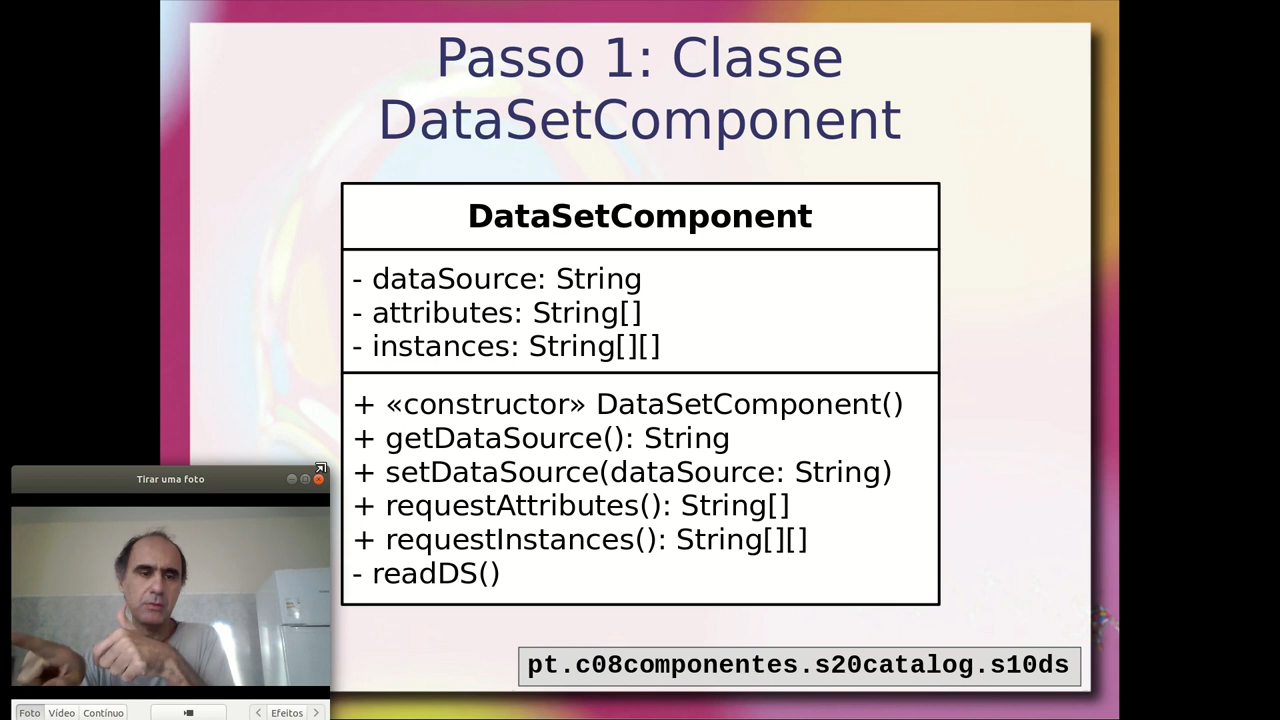 Passo 1: Classe
DataSetComponent
DataSetComponent
- dataSource: String
- attributes: String[]
- instances: String[][]
+ «constructor» DataSetComponent()
+ getDataSource(): String
+ setDataSource(dataSource: String)
+ requestAttributes(): String[]
+ requestInstances(): String[][]
- readDS()
pt.c08componentes.s20catalog.s10ds
Tirar uma foto
Foto Vídeo Contínuo Efeitos